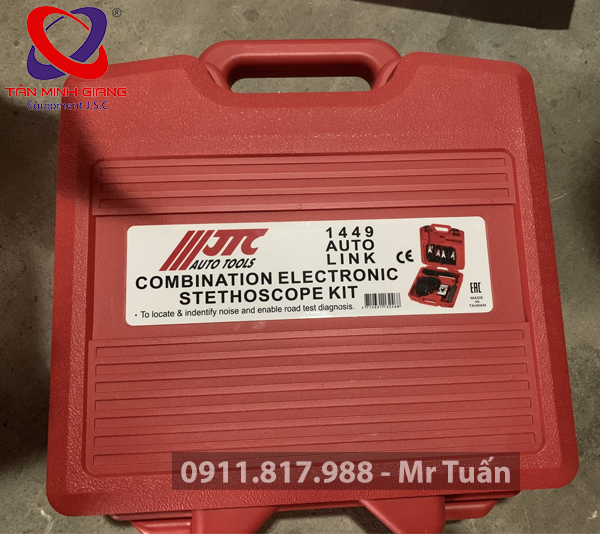 ®
TÂN MINH GIANG
Equipment J.S.C
JTC
AUTO TOOLS
1449
AUTO
LINK
CE
COMBINATION ELECTRONIC
STETHOSCOPE KIT
• To locate & indentify noise and enable road test diagnosis.
EAC
MADE
IN
TAIWAN
0911.817.988 - Mr Tuấn